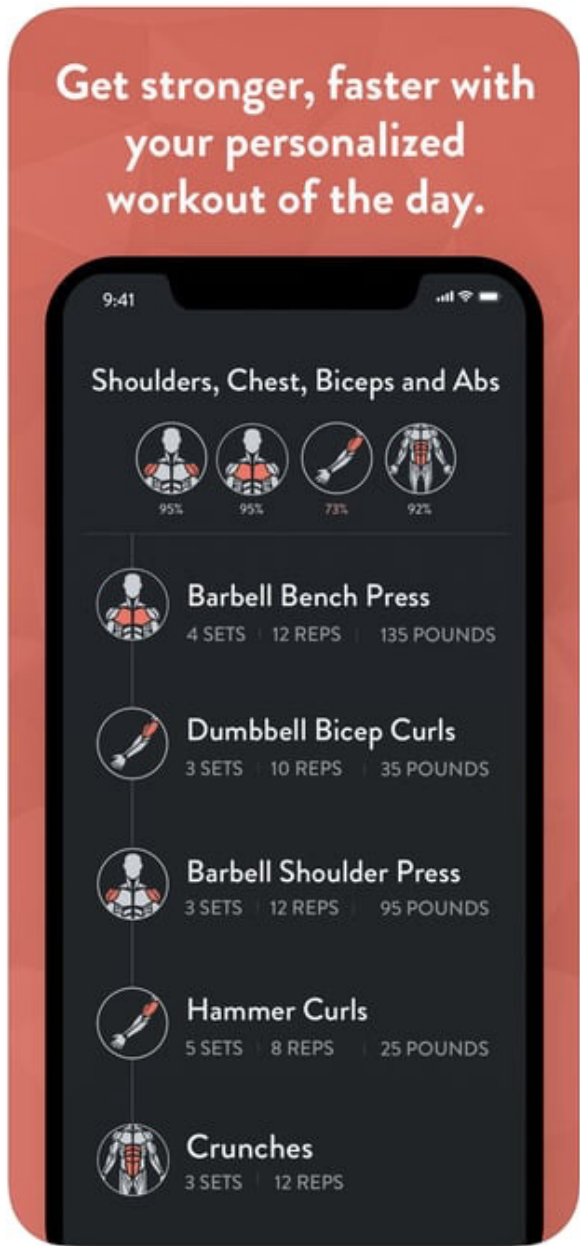 Get stronger, faster with
your personalized
workout of the day.
9:41
Shoulders, Chest, Biceps and Abs
95% 95% 73% 92%
Barbell Bench Press
4 SETS | 12 REPS | 135 POUNDS
Dumbbell Bicep Curls
3 SETS | 10 REPS | 35 POUNDS
Barbell Shoulder Press
3 SETS | 12 REPS | 95 POUNDS
Hammer Curls
5 SETS | 8 REPS | 25 POUNDS
Crunches
3 SETS | 12 REPS